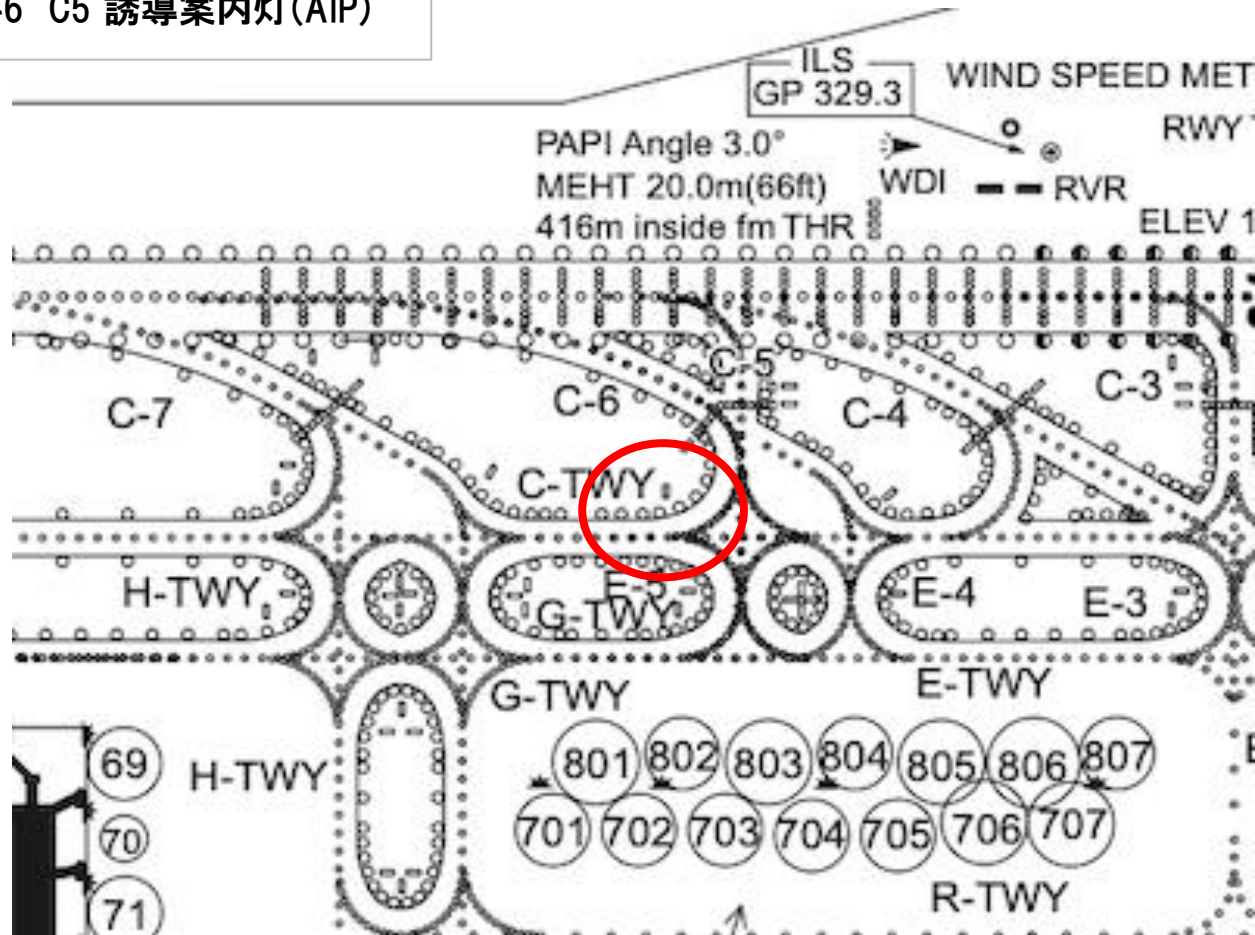 6 C5 誘導案内灯(AIP)
ILS
GP 329.3
WIND SPEED MET
PAPI Angle 3.0°
MEHT 20.0m(66ft)
416m inside fm THR
WDI
RVR
RWY
ELEV 1
C-7
C-6
C-5
C-4
C-3
C-TWY
H-TWY
E-5
G-TWY
E-4
E-3
G-TWY
E-TWY
H-TWY
69
70
71
801 802 803 804 805 806 807
701 702 703 704 705 706 707
R-TWY